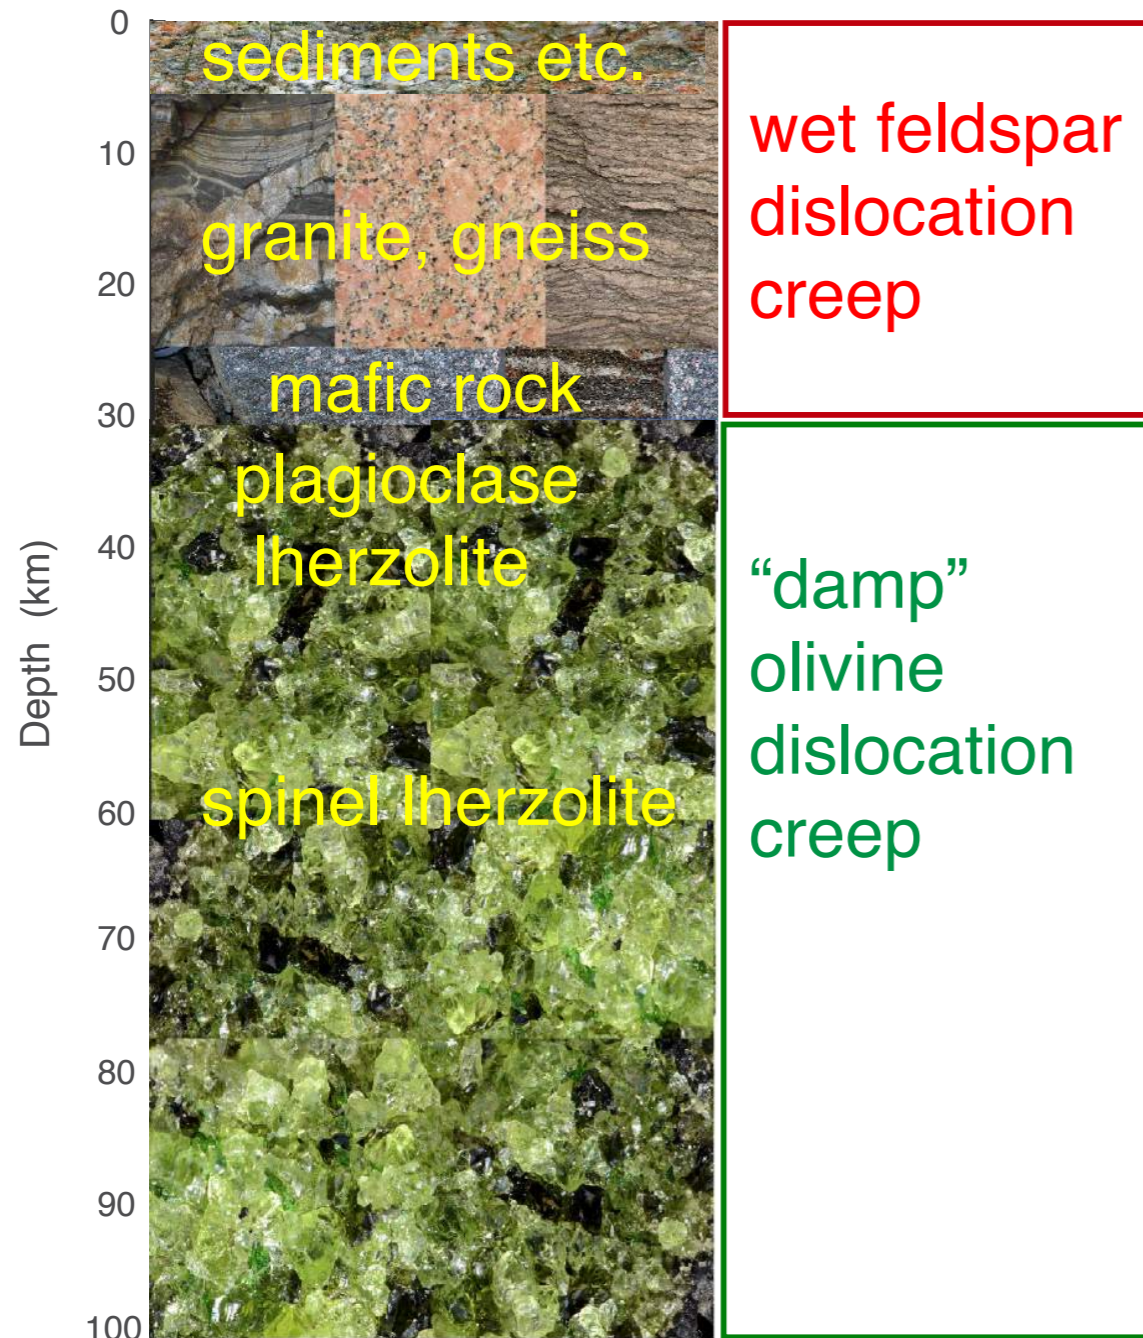 0
sediments etc.
10
granite, gneiss
20
mafic rock
30
plagioclase
lherzolite
40
50
spinel lherzolite
60
70
80
90
100
Depth (km)
wet feldspar
dislocation
creep
“damp”
olivine
dislocation
creep